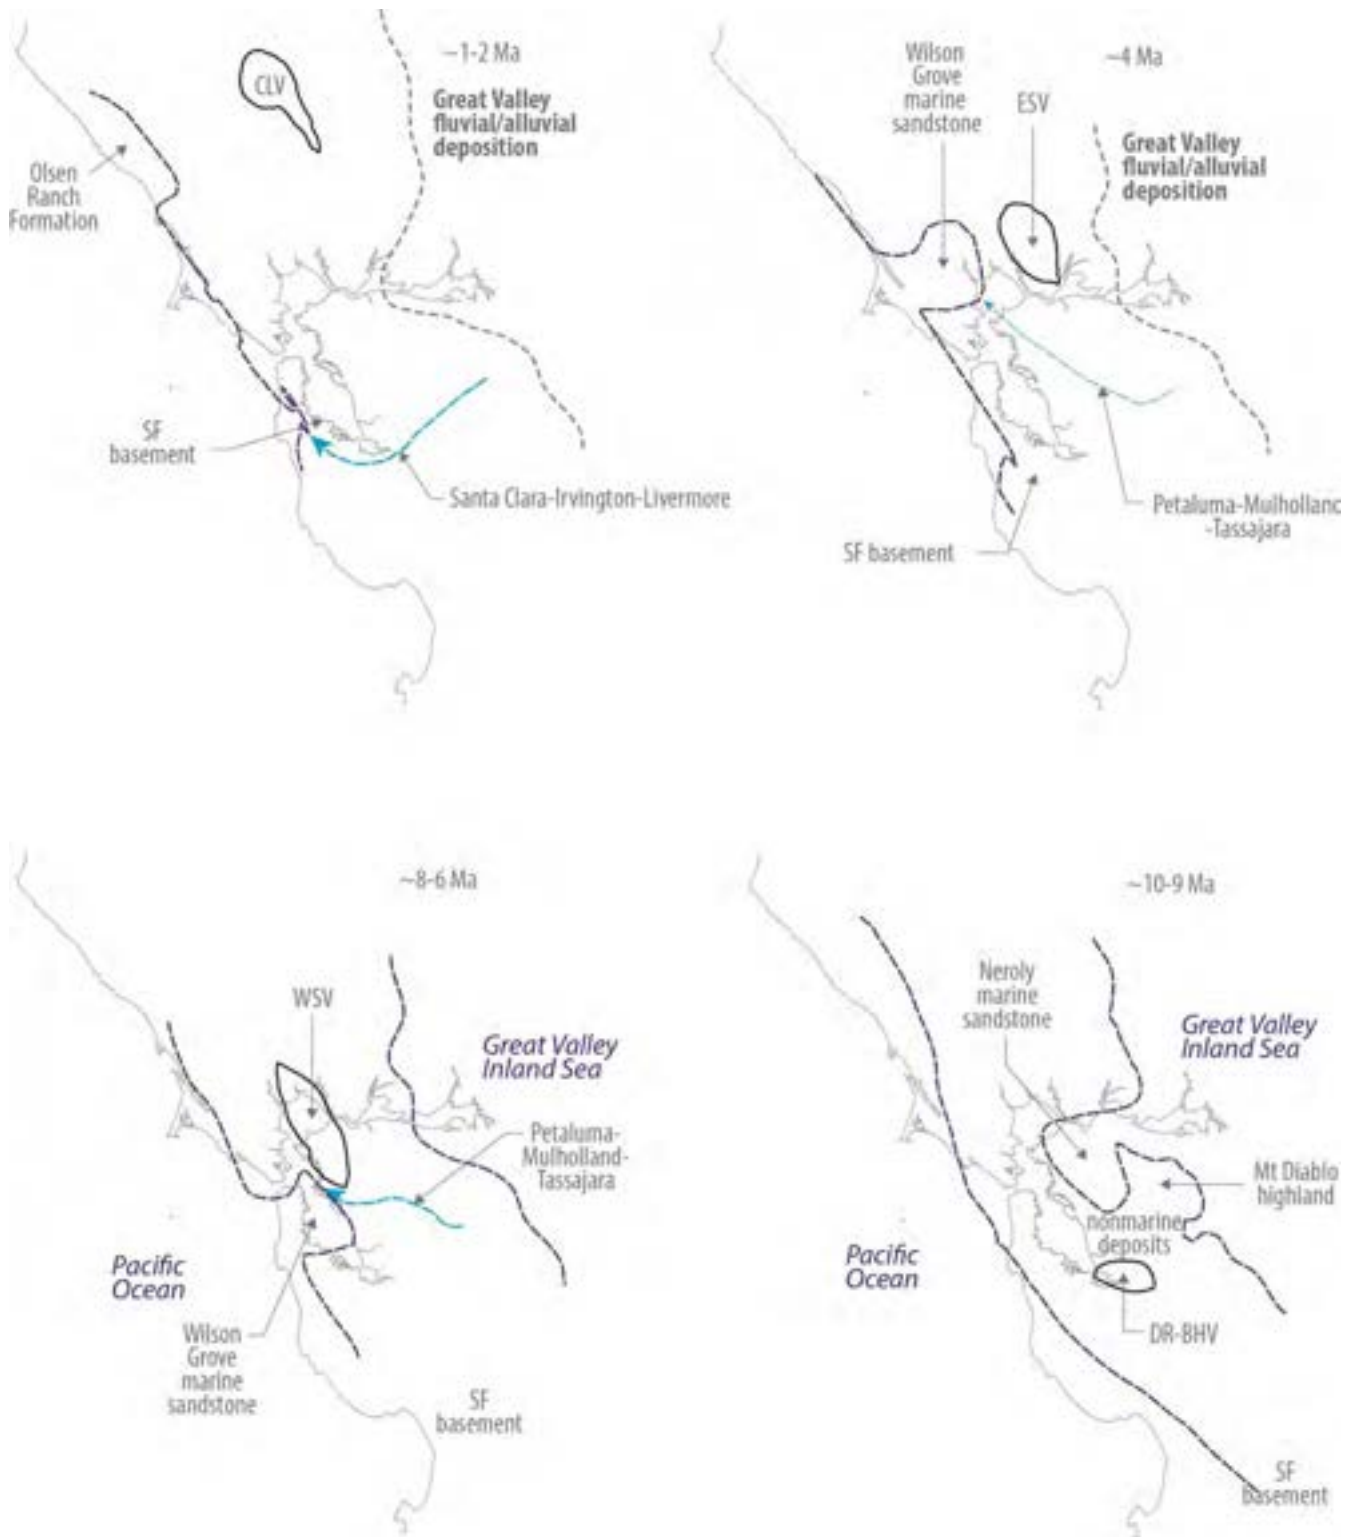 ~1-2 Ma
CLV
Great Valley
fluvial/alluvial
deposition
Olsen
Ranch
Formation
SF
basement
Santa Clara-Irvington-Livermore
~4 Ma
Wilson
Grove
marine
sandstone
ESV
Great Valley
fluvial/alluvial
deposition
Petaluma-Mulhollanc
-Tassajara
SF basement
~8-6 Ma
WSV
Great Valley
Inland Sea
Petaluma-
Mulholland-
Tassajara
Pacific
Ocean
Wilson
Grove
marine
sandstone
SF
basement
~10-9 Ma
Neroly
marine
sandstone
Great Valley
Inland Sea
Mt Diablo
highland
nonmarine
deposits
Pacific
Ocean
DR-BHV
SF
basement